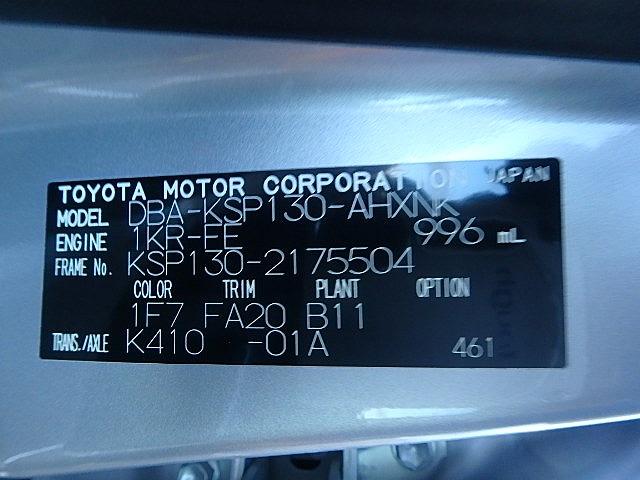 TOYOTA MOTOR CORPORATION JAPAN
MODEL DBA-KSP130-AHXNK
ENGINE 1KR-FE 996 mL
FRAME No. KSP130-2175504
COLOR TRIM PLANT OPTION
1F7 FA20 B11
TRANS./AXLE K410 -01A 461